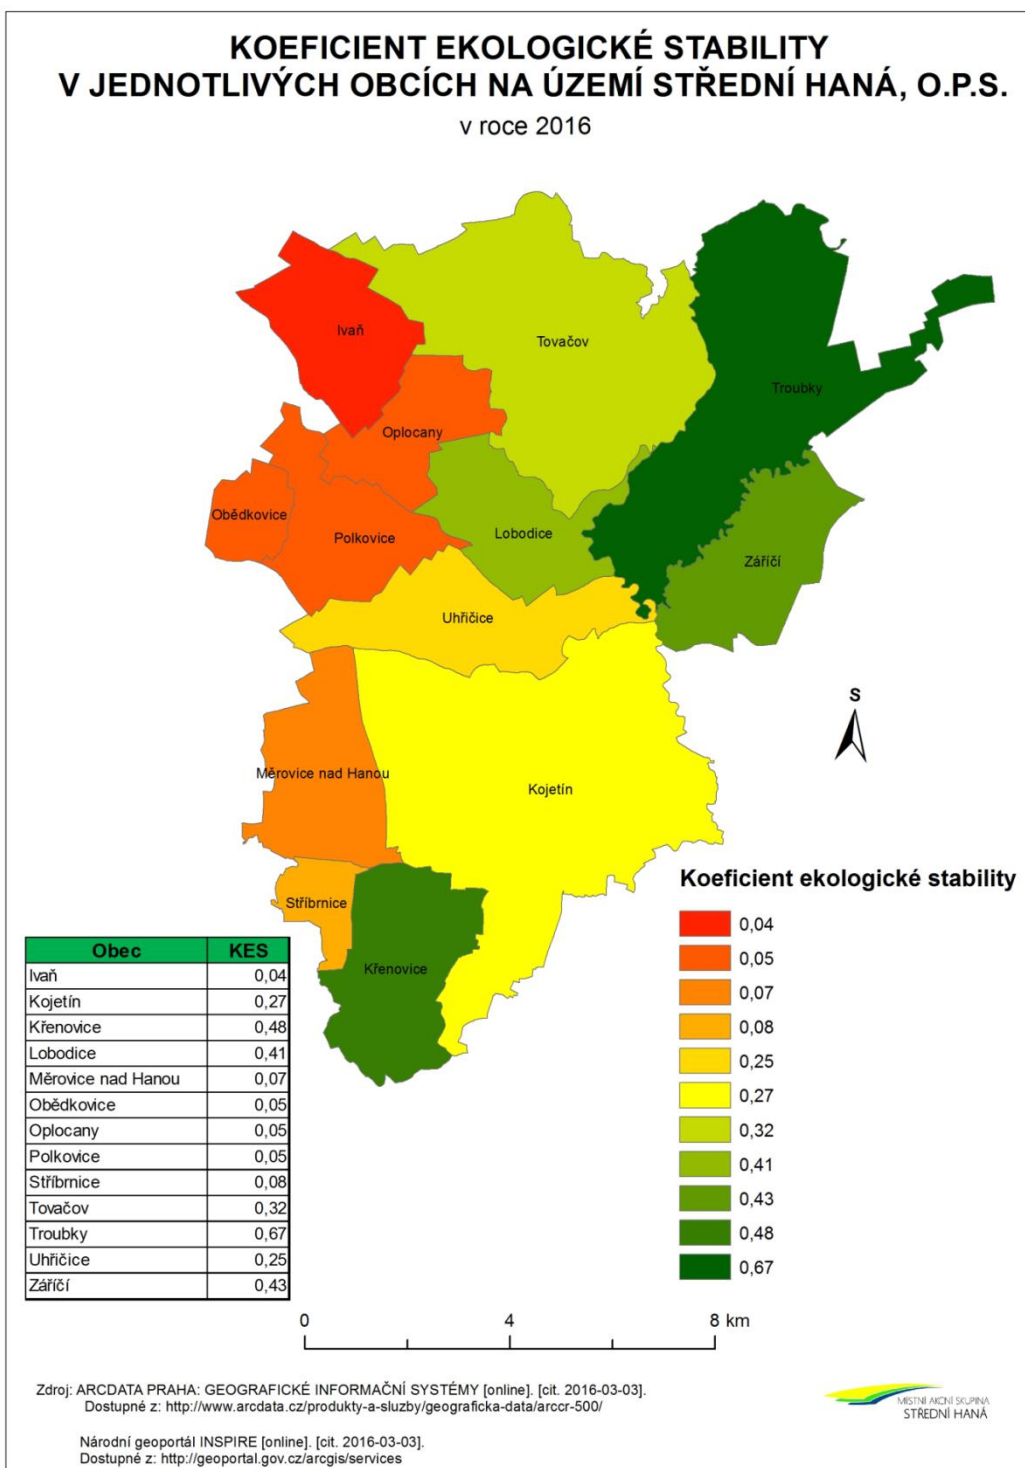 KOEFICIENT EKOLOGICKÉ STABILITY
V JEDNOTLIVÝCH OBCÍCH NA ÚZEMÍ STŘEDNÍ HANÁ, O.P.S.
v roce 2016
Ivaň
Tovačov
Troubky
Oplocany
Obědkovice
Polkovice
Lobodice
Záříčí
Uhřičice
S
Měrovice nad Hanou
Kojetín
Stříbrnice
Křenovice
Koeficient ekologické stability
0,04
0,05
0,07
0,08
0,25
0,27
0,32
0,41
0,43
0,48
0,67
Obec KES
Ivaň 0,04
Kojetín 0,27
Křenovice 0,48
Lobodice 0,41
Měrovice nad Hanou 0,07
Obědkovice 0,05
Oplocany 0,05
Polkovice 0,05
Stříbrnice 0,08
Tovačov 0,32
Troubky 0,67
Uhřičice 0,25
Záříčí 0,43
0 4 8 km
Zdroj: ARCDATA PRAHA: GEOGRAFICKÉ INFORMAČNÍ SYSTÉMY [online]. [cit. 2016-03-03].
Dostupné z: http://www.arcdata.cz/produkty-a-sluzby/geograficka-data/arccr-500/
Národní geoportál INSPIRE [online]. [cit. 2016-03-03].
Dostupné z: http://geoportal.gov.cz/arcgis/services
MÍSTNÍ AKČNÍ SKUPINA
STŘEDNÍ HANÁ